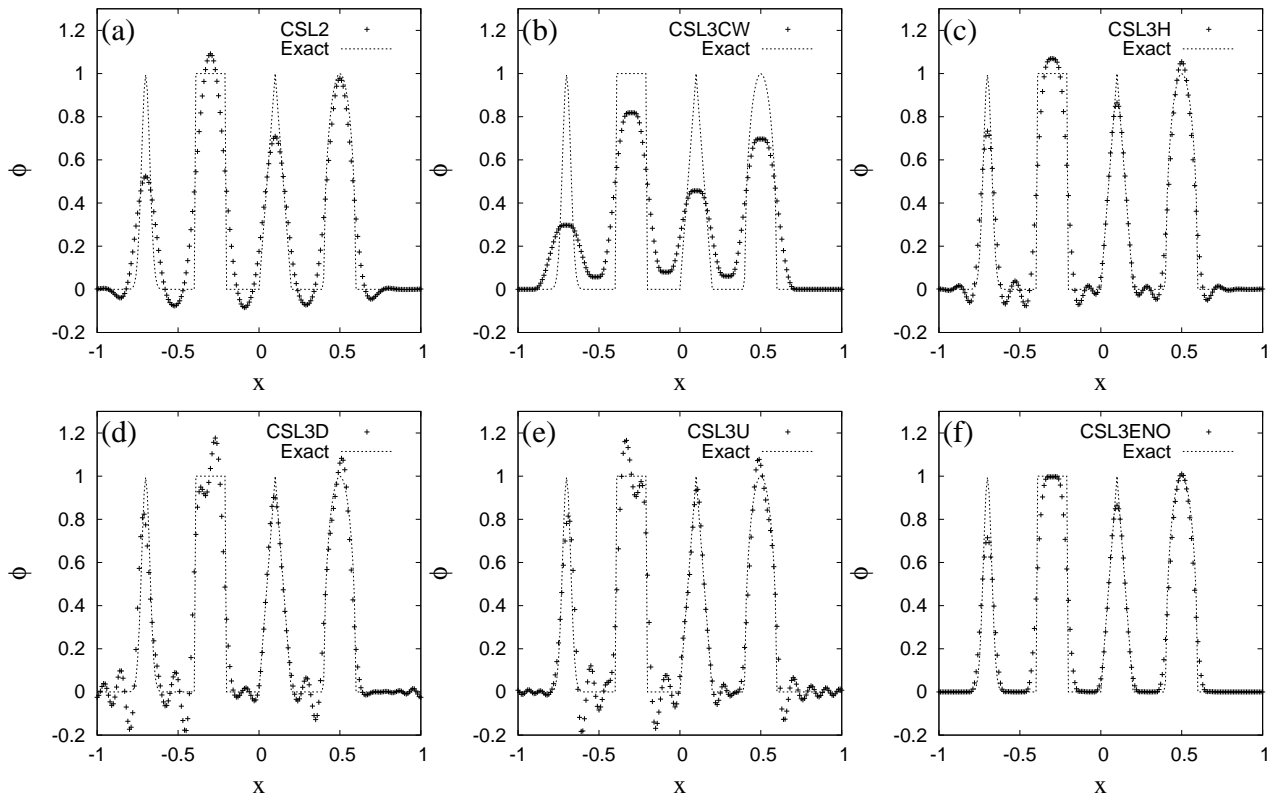 (a)
CSL2
Exact
1.2
1
0.8
0.6
0.4
0.2
0
-0.2
ϕ
-1
-0.5
0
0.5
1
x
(b)
CSL3CW
Exact
1.2
1
0.8
0.6
0.4
0.2
0
-0.2
ϕ
-1
-0.5
0
0.5
1
x
(c)
CSL3H
Exact
1.2
1
0.8
0.6
0.4
0.2
0
-0.2
ϕ
-1
-0.5
0
0.5
1
x
(d)
CSL3D
Exact
1.2
1
0.8
0.6
0.4
0.2
0
-0.2
ϕ
-1
-0.5
0
0.5
1
x
(e)
CSL3U
Exact
1.2
1
0.8
0.6
0.4
0.2
0
-0.2
ϕ
-1
-0.5
0
0.5
1
x
(f)
CSL3ENO
Exact
1.2
1
0.8
0.6
0.4
0.2
0
-0.2
ϕ
-1
-0.5
0
0.5
1
x